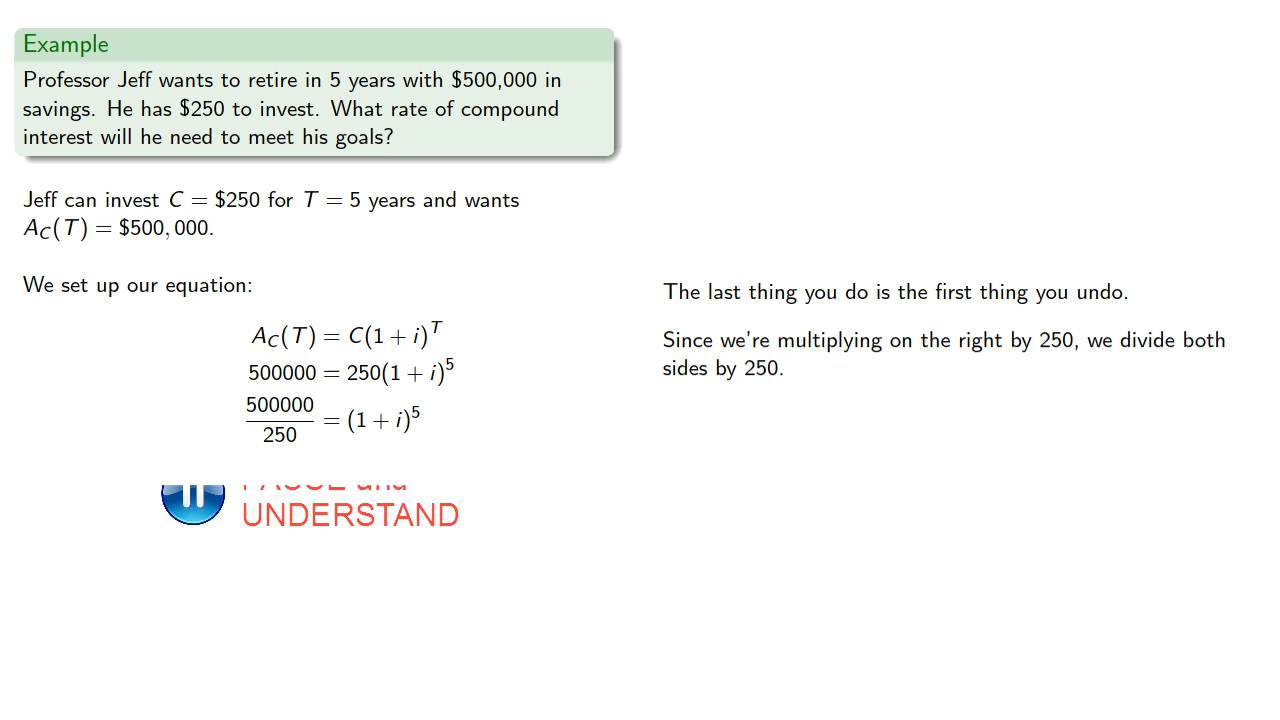 Example
Professor Jeff wants to retire in 5 years with $500,000 in
savings. He has $250 to invest. What rate of compound
interest will he need to meet his goals?
Jeff can invest C = $250 for T = 5 years and wants
A_C(T) = $500,000.
We set up our equation:
A_C(T) = C(1 + i)^T
500000 = 250(1 + i)^5
500000/250 = (1 + i)^5
UNDERSTAND
The last thing you do is the first thing you undo.
Since we're multiplying on the right by 250, we divide both
sides by 250.